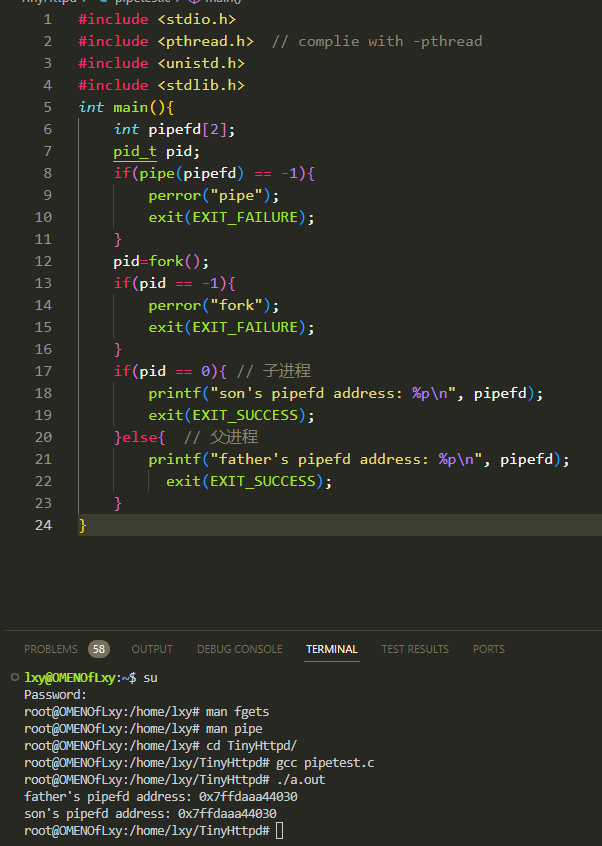 TinyHttpd > C pipetest.c > main()
1 #include <stdio.h>
2 #include <pthread.h>  // complie with -pthread
3 #include <unistd.h>
4 #include <stdlib.h>
5 int main(){
6     int pipefd[2];
7     pid_t pid;
8     if(pipe(pipefd) == -1){
9         perror("pipe");
10         exit(EXIT_FAILURE);
11     }
12     pid=fork();
13     if(pid == -1){
14         perror("fork");
15         exit(EXIT_FAILURE);
16     }
17     if(pid == 0){ // 子进程
18         printf("son's pipefd address: %p\n", pipefd);
19         exit(EXIT_SUCCESS);
20     }else{  // 父进程
21         printf("father's pipefd address: %p\n", pipefd);
22           exit(EXIT_SUCCESS);
23     }
24 }
PROBLEMS 58 OUTPUT DEBUG CONSOLE TERMINAL TEST RESULTS PORTS
lxy@OMENOfLxy:~$ su
Password:
root@OMENOfLxy:/home/lxy# man fgets
root@OMENOfLxy:/home/lxy# man pipe
root@OMENOfLxy:/home/lxy# cd TinyHttpd/
root@OMENOfLxy:/home/lxy/TinyHttpd# gcc pipetest.c
root@OMENOfLxy:/home/lxy/TinyHttpd# ./a.out
father's pipefd address: 0x7ffdaaa44030
son's pipefd address: 0x7ffdaaa44030
root@OMENOfLxy:/home/lxy/TinyHttpd#